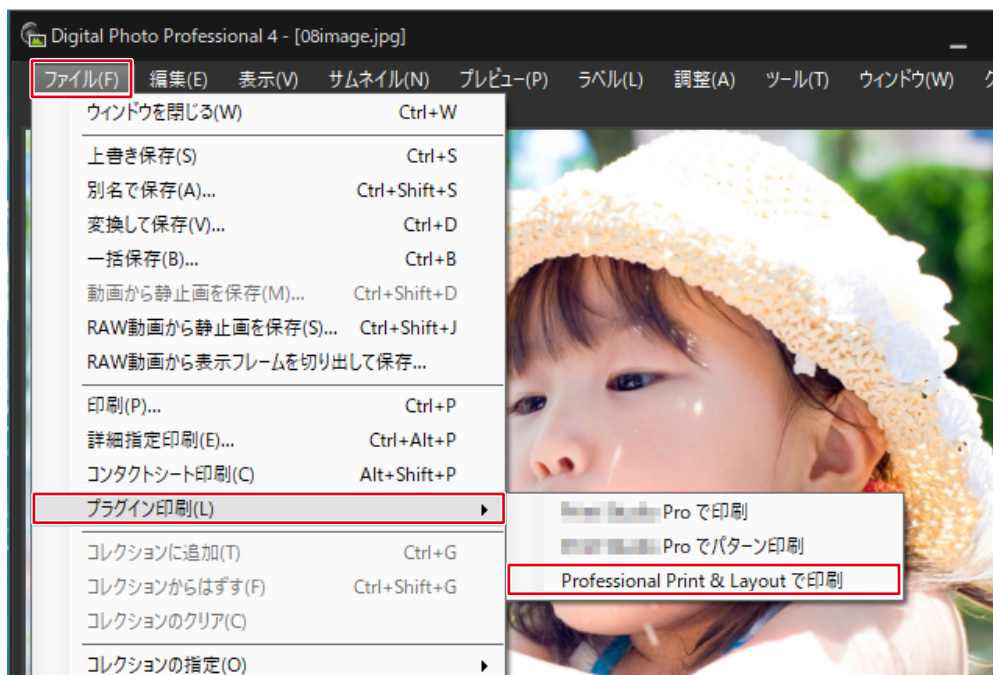 Digital Photo Professional 4 - [08image.jpg]
ファイル(F) 編集(E) 表示(V) サムネイル(N) プレビュー(P) ラベル(L) 調整(A) ツール(T) ウィンドウ(W)
ウィンドウを閉じる(W) Ctrl+W
上書き保存(S) Ctrl+S
別名で保存(A)... Ctrl+Shift+S
変換して保存(V)... Ctrl+D
一括保存(B)... Ctrl+B
動画から静止画を保存(M)... Ctrl+Shift+D
RAW動画から静止画を保存(S)... Ctrl+Shift+J
RAW動画から表示フレームを切り出して保存...
印刷(P)... Ctrl+P
詳細指定印刷(E)... Ctrl+Alt+P
コンタクトシート印刷(C) Alt+Shift+P
プラグイン印刷(L)
Pro で印刷
Pro でパターン印刷
Professional Print & Layout で印刷
コレクションに追加(T) Ctrl+G
コレクションからはずす(F) Ctrl+Shift+G
コレクションのクリア(C)
コレクションの指定(O)